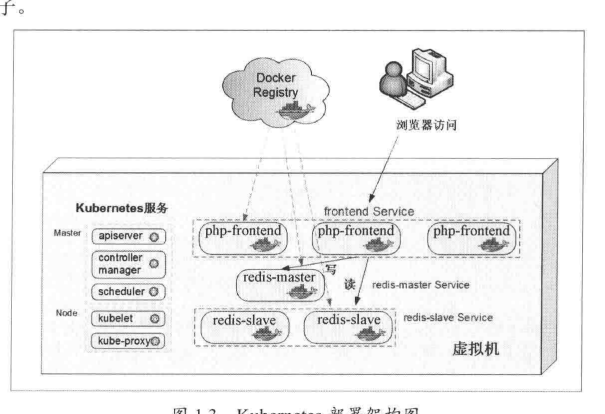 子。
Docker
Registry
浏览器访问
Kubernetes服务
frontend Service
Master
apiserver
php-frontend
php-frontend
php-frontend
controller
manager
写
redis-master
读
redis-master Service
scheduler
Node
kubelet
redis-slave
redis-slave
redis-slave Service
kube-proxy
虚拟机
图 1.3 Kubernetes 部署架构图